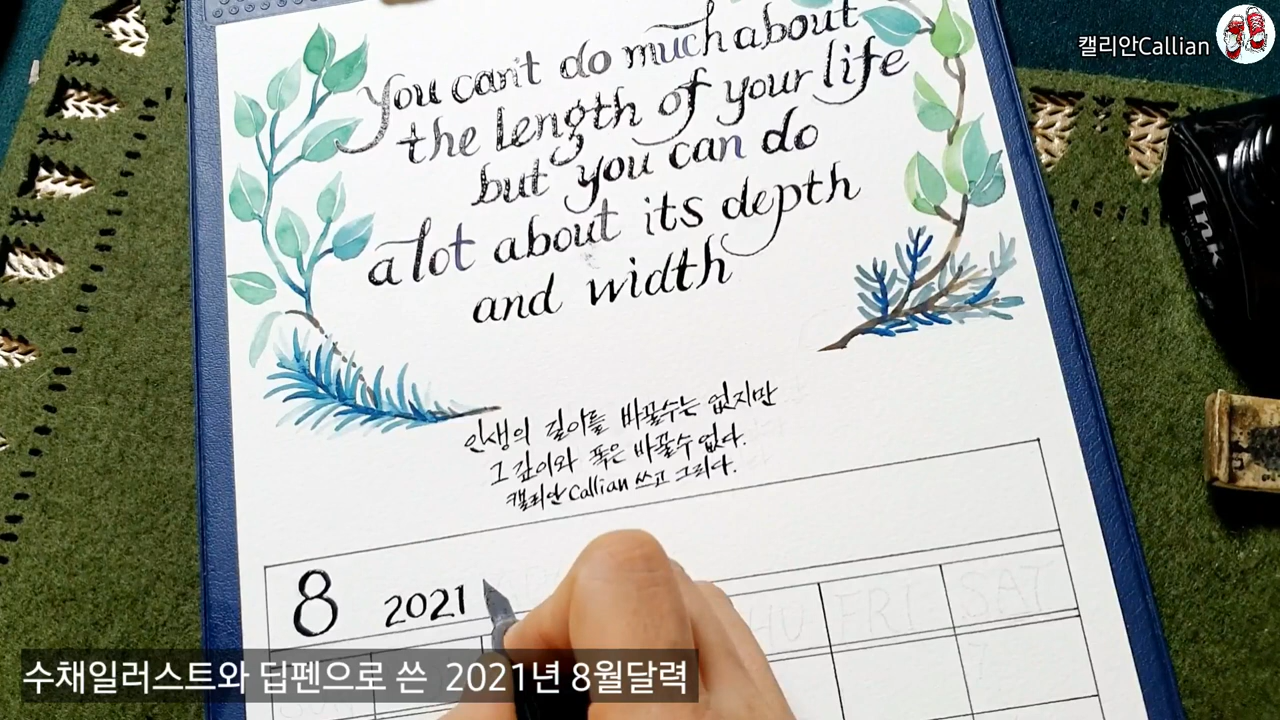 캘리안Callian
You can't do much about
the length of your life
but you can do
a lot about its depth
and width
Ink
인생의 길이를 바꿀수는 없지만
그 깊이와 폭은 바꿀수 없다.
캘리안Callian 쓰고 그리다.
8 2021
THU FRI SAT
7
SUN
수채일러스트와 딥펜으로 쓴 2021년 8월달력